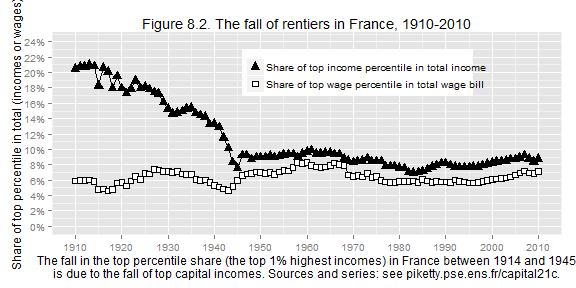 Figure 8.2. The fall of rentiers in France, 1910-2010
Share of top percentile in total (incomes or wages)
24%
22%
20%
18%
16%
14%
12%
10%
8%
6%
4%
2%
0%
Share of top income percentile in total income
Share of top wage percentile in total wage bill
1910 1920 1930 1940 1950 1960 1970 1980 1990 2000 2010
The fall in the top percentile share (the top 1% highest incomes) in France between 1914 and 1945
is due to the fall of top capital incomes. Sources and series: see piketty.pse.ens.fr/capital21c.